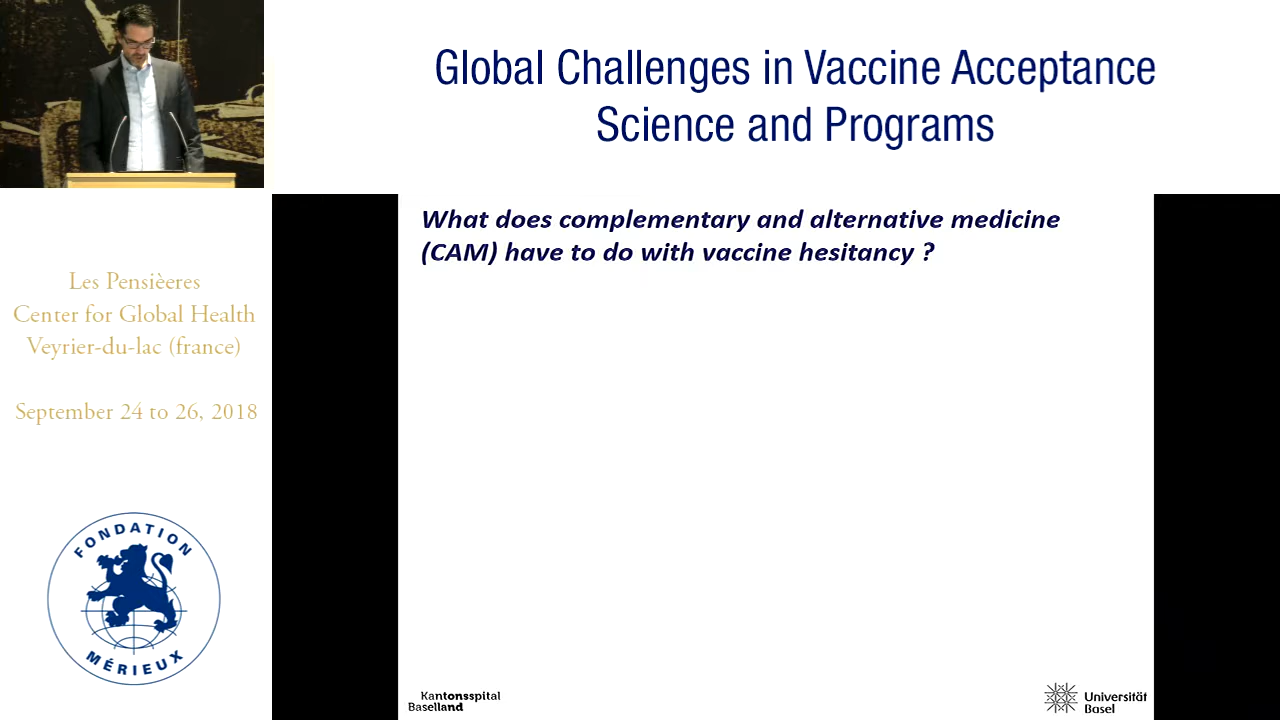 Global Challenges in Vaccine Acceptance
Science and Programs
What does complementary and alternative medicine
(CAM) have to do with vaccine hesitancy ?
Les Pensièeres
Center for Global Health
Veyrier-du-lac (france)
September 24 to 26, 2018
FONDATION
MÉRIEUX
Kantonsspital
Baselland
Universität
Basel